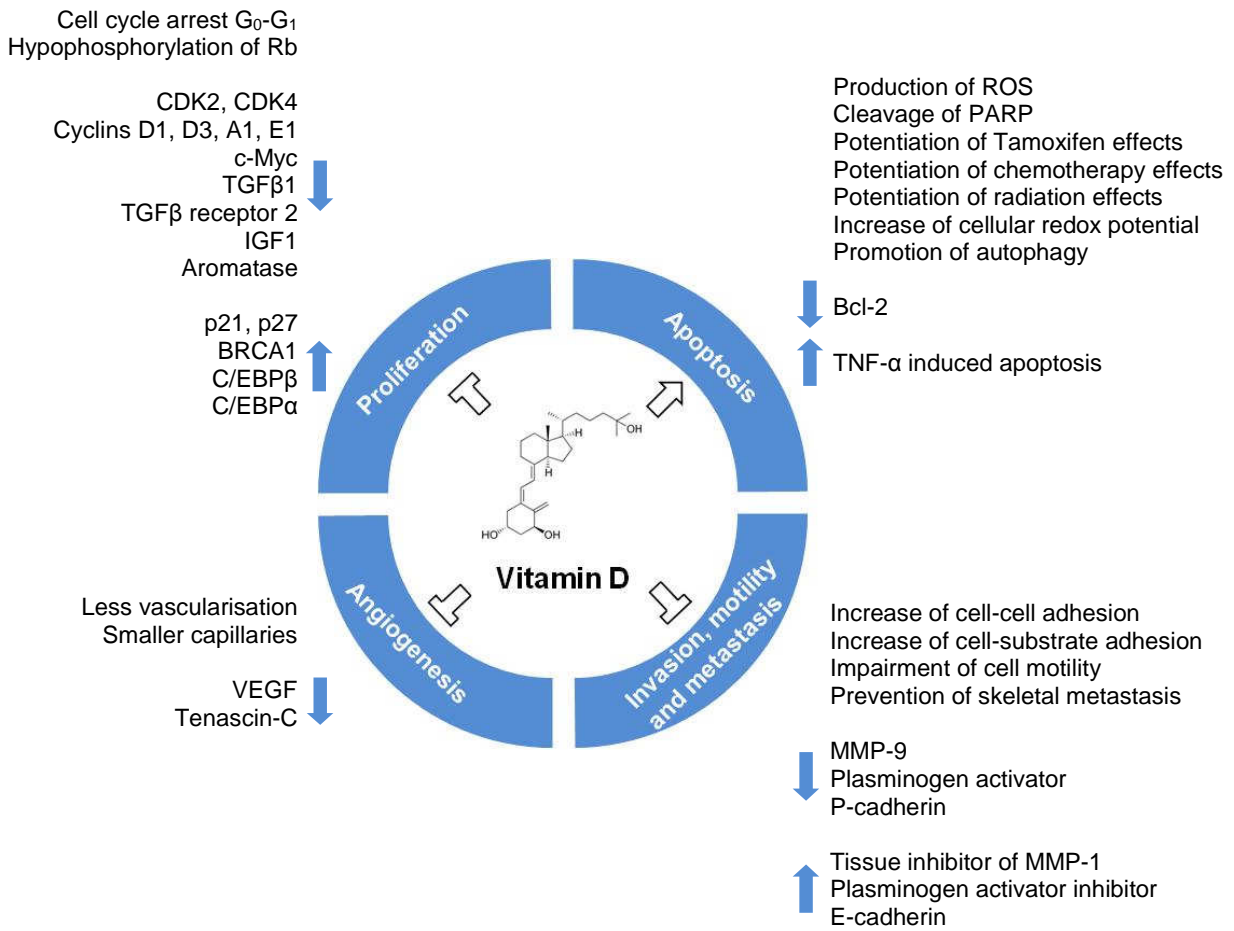 Cell cycle arrest G₀-G₁
Hypophosphorylation of Rb
CDK2, CDK4
Cyclins D1, D3, A1, E1
c-Myc
TGFβ1
TGFβ receptor 2
IGF1
Aromatase
p21, p27
BRCA1
C/EBPβ
C/EBPα
Proliferation
Production of ROS
Cleavage of PARP
Potentiation of Tamoxifen effects
Potentiation of chemotherapy effects
Potentiation of radiation effects
Increase of cellular redox potential
Promotion of autophagy
Bcl-2
TNF-α induced apoptosis
Apoptosis
OH
H
H
HO
OH
Vitamin D
Less vascularisation
Smaller capillaries
VEGF
Tenascin-C
Angiogenesis
Invasion, motility
and metastasis
Increase of cell-cell adhesion
Increase of cell-substrate adhesion
Impairment of cell motility
Prevention of skeletal metastasis
MMP-9
Plasminogen activator
P-cadherin
Tissue inhibitor of MMP-1
Plasminogen activator inhibitor
E-cadherin